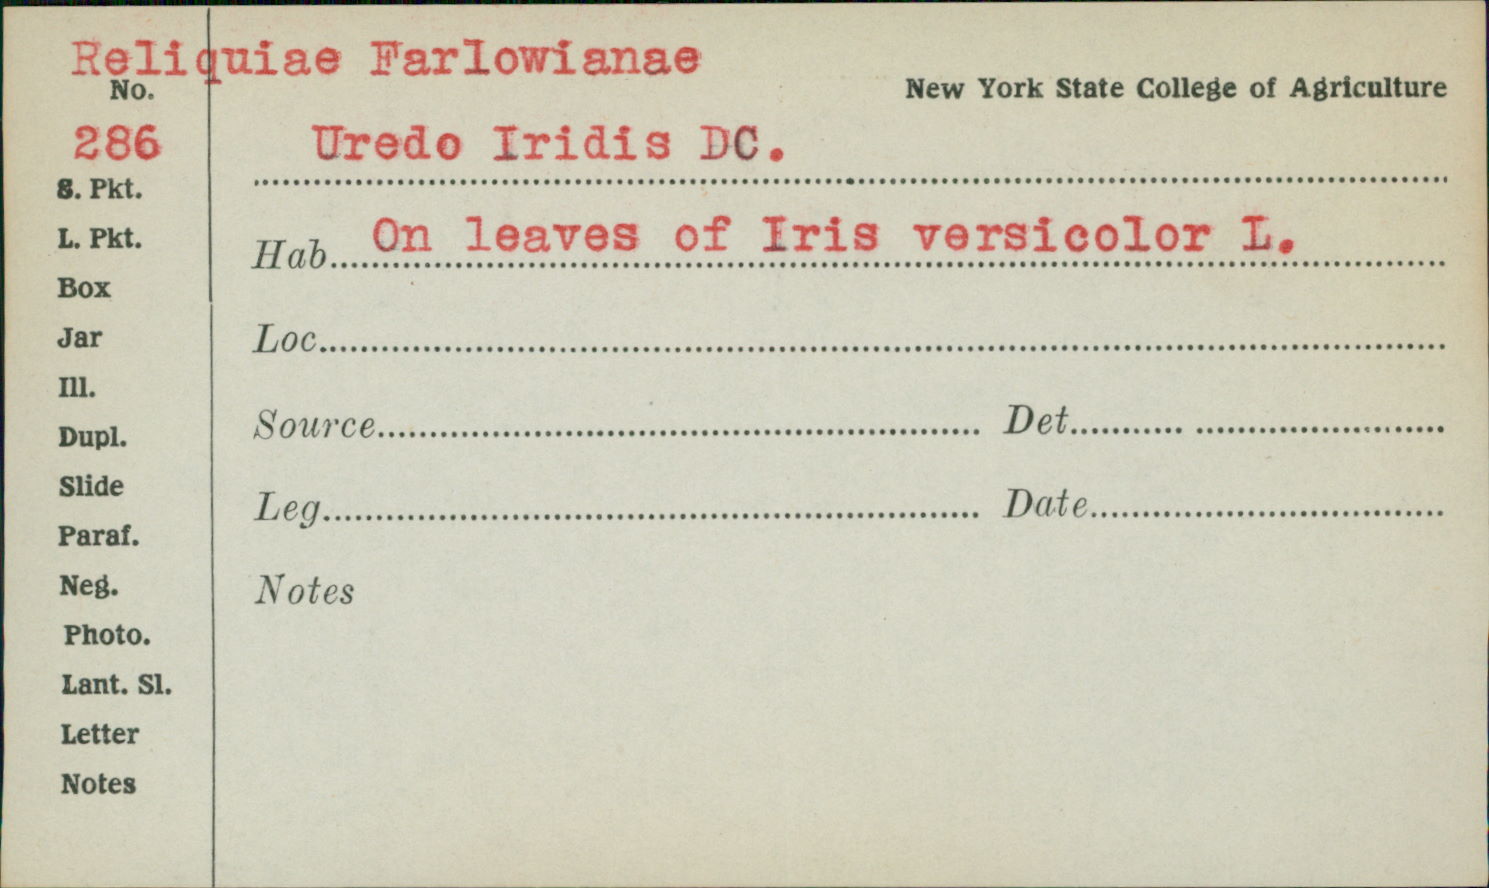 Reliquiae Farlowianae
No.
New York State College of Agriculture
286
Uredo Iridis DC.
S. Pkt.
L. Pkt.
Hab. On leaves of Iris versicolor L.
Box
Jar
Loc.
Ill.
Dupl.
Source
Det.
Slide
Leg.
Date
Paraf.
Neg.
Notes
Photo.
Lant. Sl.
Letter
Notes